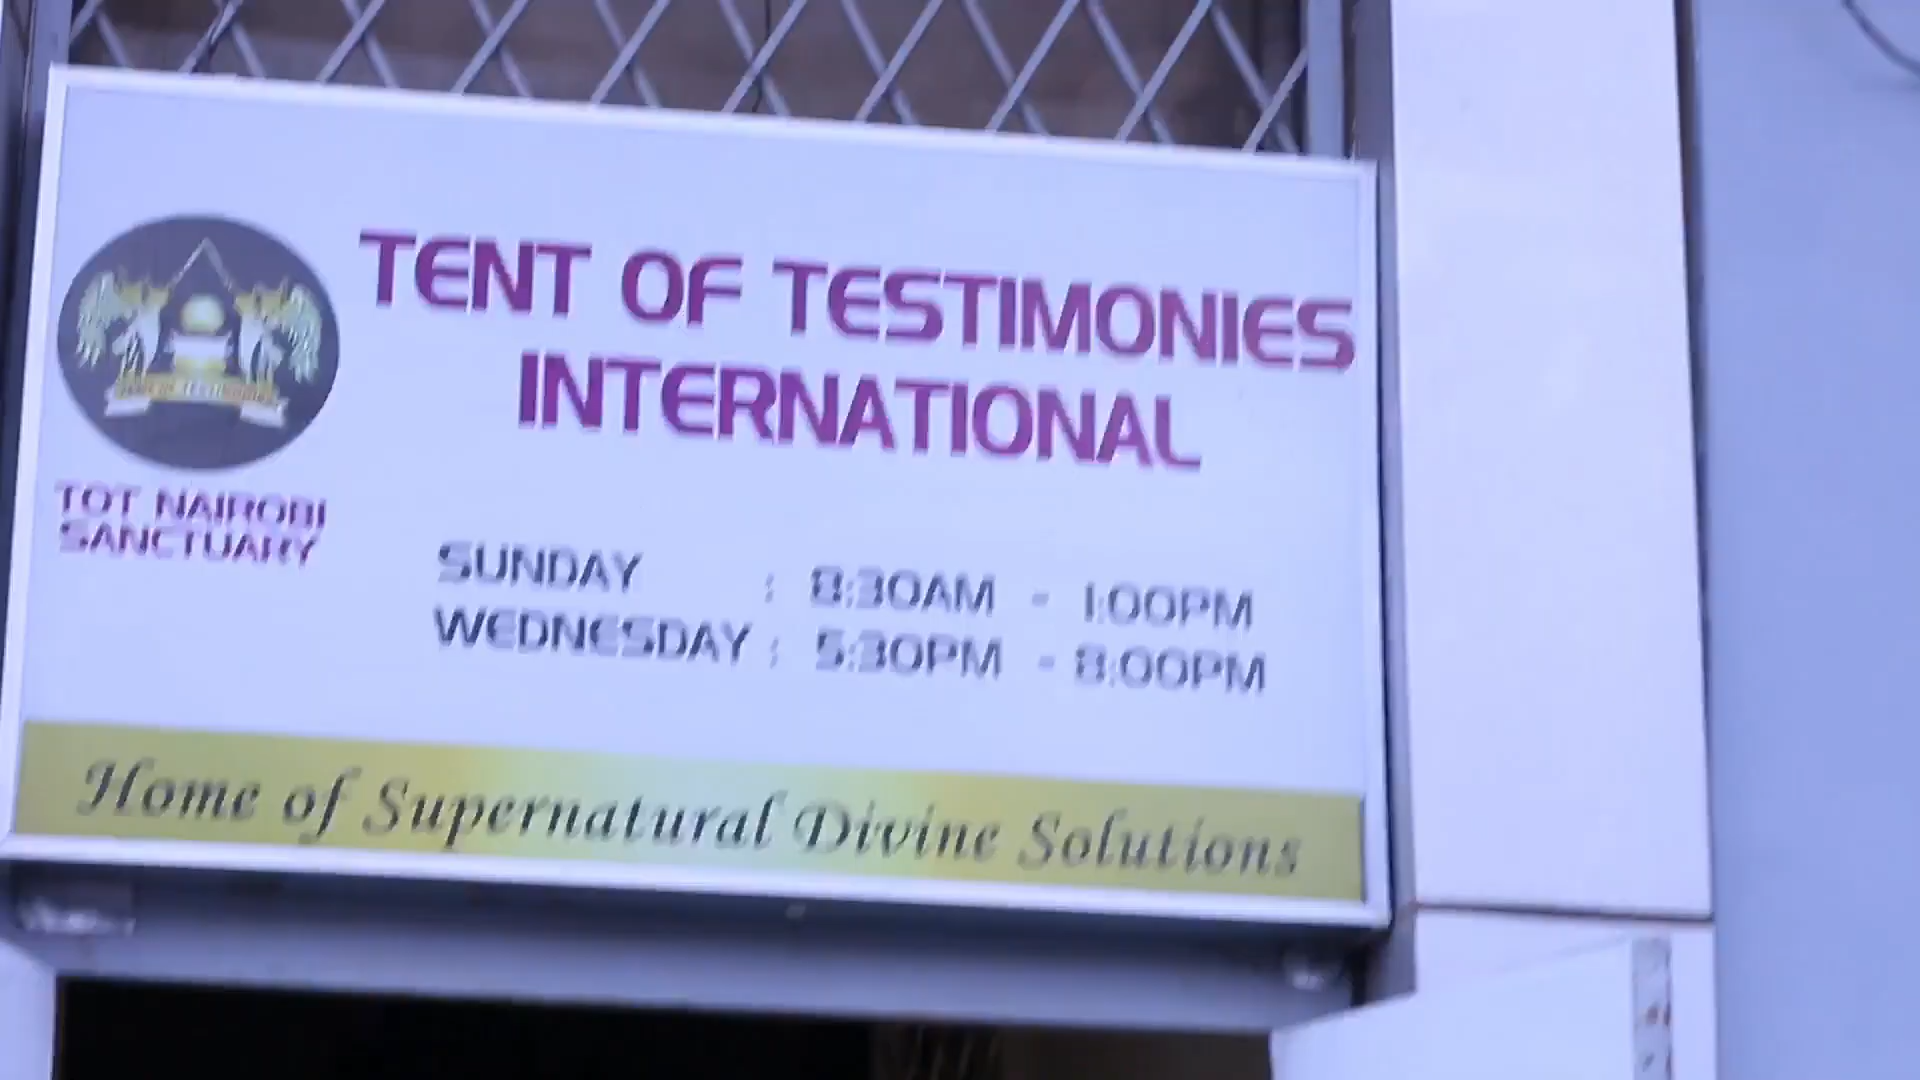 TENT OF TESTIMONIES
INTERNATIONAL
TOT NAIROBI
SANCTUARY
SUNDAY : 8:30AM - 1:00PM
WEDNESDAY : 5:30PM - 8:00PM
Home of Supernatural Divine Solutions